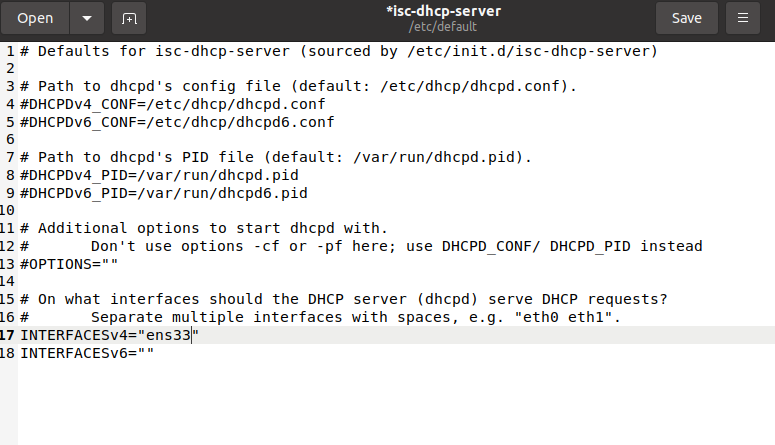 Open
*isc-dhcp-server
/etc/default
Save
1 # Defaults for isc-dhcp-server (sourced by /etc/init.d/isc-dhcp-server)
2
3 # Path to dhcpd's config file (default: /etc/dhcp/dhcpd.conf).
4 #DHCPDv4_CONF=/etc/dhcp/dhcpd.conf
5 #DHCPDv6_CONF=/etc/dhcp/dhcpd6.conf
6
7 # Path to dhcpd's PID file (default: /var/run/dhcpd.pid).
8 #DHCPDv4_PID=/var/run/dhcpd.pid
9 #DHCPDv6_PID=/var/run/dhcpd6.pid
10
11 # Additional options to start dhcpd with.
12 #       Don't use options -cf or -pf here; use DHCPD_CONF/ DHCPD_PID instead
13 #OPTIONS=""
14
15 # On what interfaces should the DHCP server (dhcpd) serve DHCP requests?
16 #       Separate multiple interfaces with spaces, e.g. "eth0 eth1".
17 INTERFACESv4="ens33"
18 INTERFACESv6=""